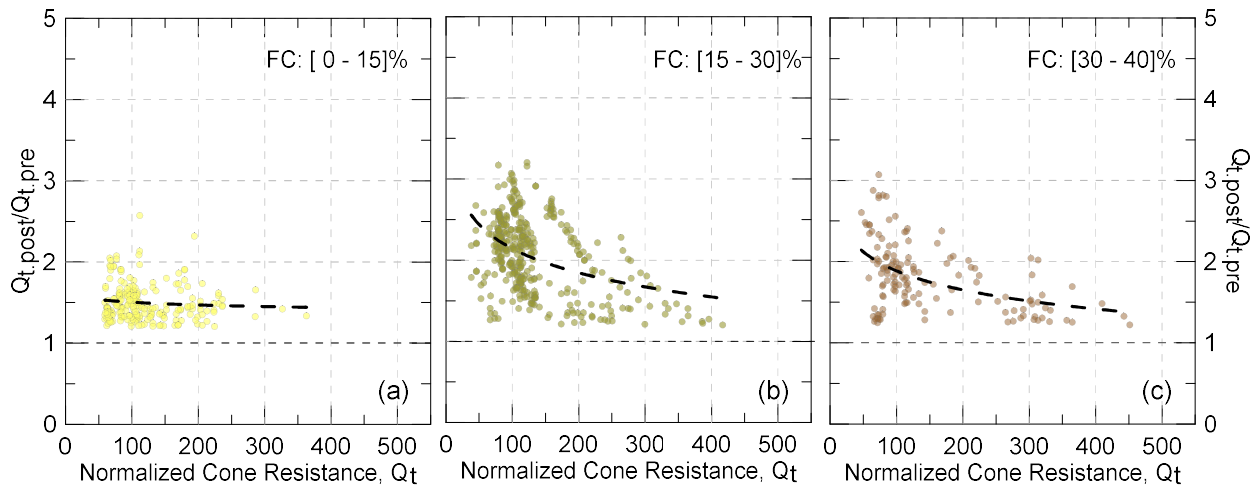 Qt.post/Qt.pre
5
4
3
2
1
0
FC: [ 0 - 15]%
(a)
0 100 200 300 400 500
Normalized Cone Resistance, Qt
FC: [15 - 30]%
(b)
100 200 300 400 500
Normalized Cone Resistance, Qt
FC: [30 - 40]%
(c)
0 100 200 300 400 500
Normalized Cone Resistance, Qt
5
4
3
2
1
0
Qt.post/Qt.pre